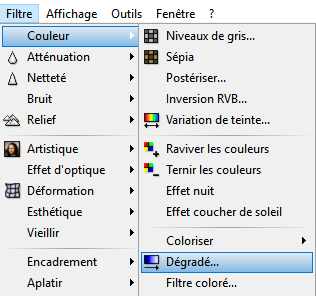 Filtre Affichage Outils Fenêtre ?
Couleur
Atténuation
Netteté
Bruit
Relief
Artistique
Effet d'optique
Déformation
Esthétique
Vieillir
Encadrement
Aplatir
Niveaux de gris...
Sépia
Postériser...
Inversion RVB...
Variation de teinte...
Raviver les couleurs
Ternir les couleurs
Effet nuit
Effet coucher de soleil
Coloriser
Dégradé...
Filtre coloré...